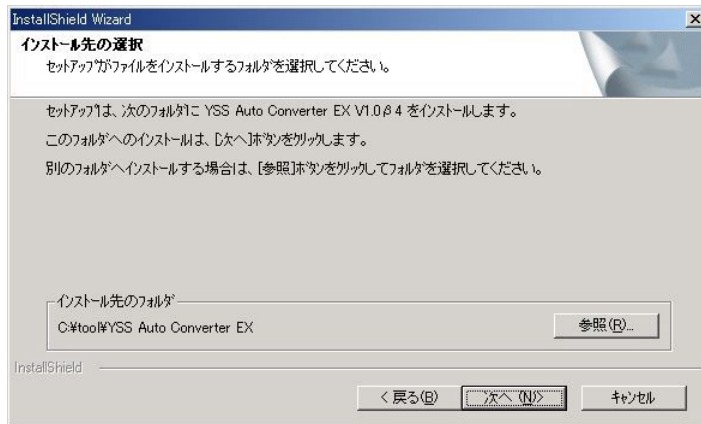 InstallShield Wizard
インストール先の選択
セットアップがファイルをインストールするフォルダを選択してください。
セットアップは、次のフォルダに YSS Auto Converter EX V1.0β4 をインストールします。
このフォルダへのインストールは、[次へ]ボタンをクリックします。
別のフォルダへインストールする場合は、[参照]ボタンをクリックしてフォルダを選択してください。
インストール先のフォルダ
C:¥tool¥YSS Auto Converter EX
参照(R)...
InstallShield
< 戻る(B)
次へ (N)>
キャンセル